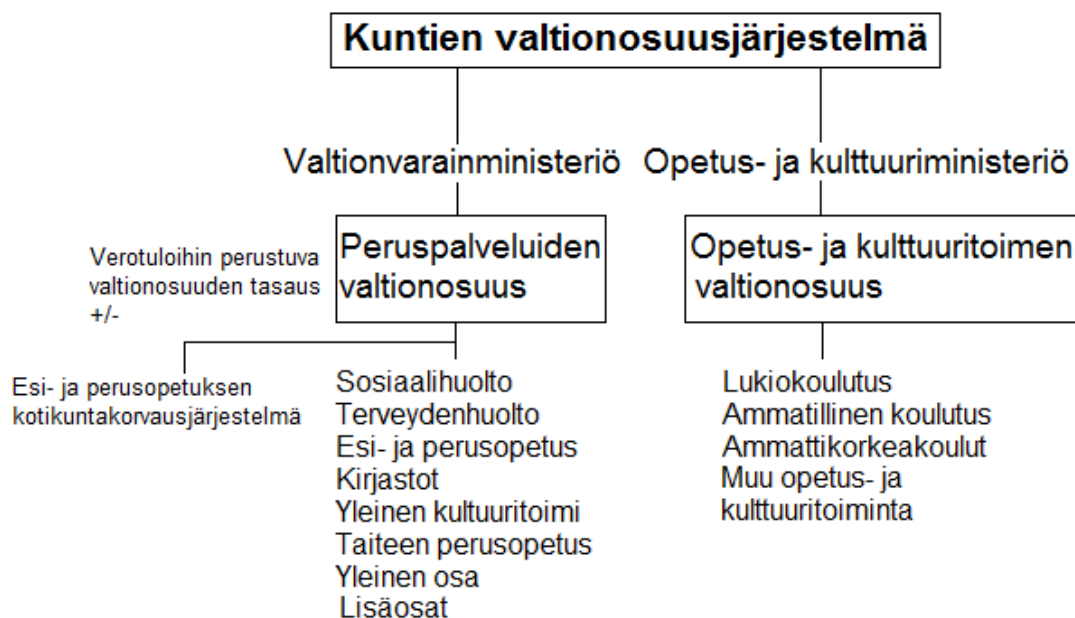 Kuntien valtionosuusjärjestelmä
Valtionvarainministeriö
Opetus- ja kulttuuriministeriö
Verotuloihin perustuva
valtionosuuden tasaus
+/-
Peruspalveluiden
valtionosuus
Opetus- ja kulttuuritoimen
valtionosuus
Esi- ja perusopetuksen
kotikuntakorvausjärjestelmä
Sosiaalihuolto
Terveydenhuolto
Esi- ja perusopetus
Kirjastot
Yleinen kultuuritoimi
Taiteen perusopetus
Yleinen osa
Lisäosat
Lukiokoulutus
Ammatillinen koulutus
Ammattikorkeakoulut
Muu opetus- ja
kulttuuritoiminta